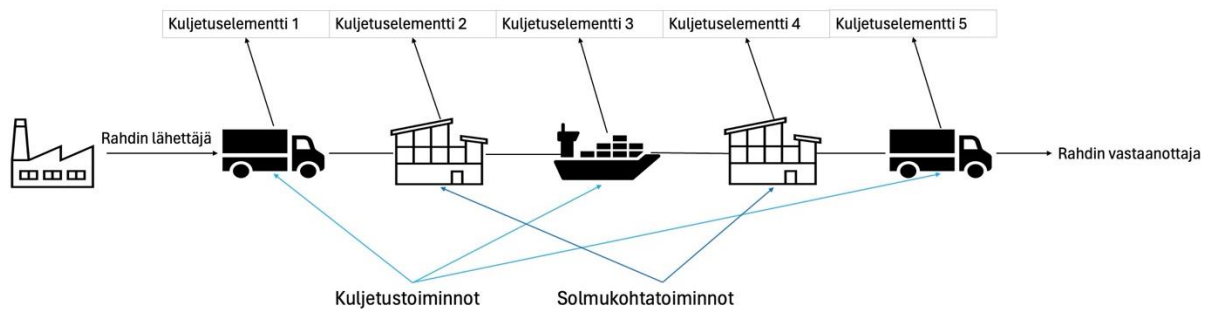 Kuljetuselementti 1
Kuljetuselementti 2
Kuljetuselementti 3
Kuljetuselementti 4
Kuljetuselementti 5
Rahdin lähettäjä
Rahdin vastaanottaja
Kuljetustoiminnot
Solmukohtatoiminnot